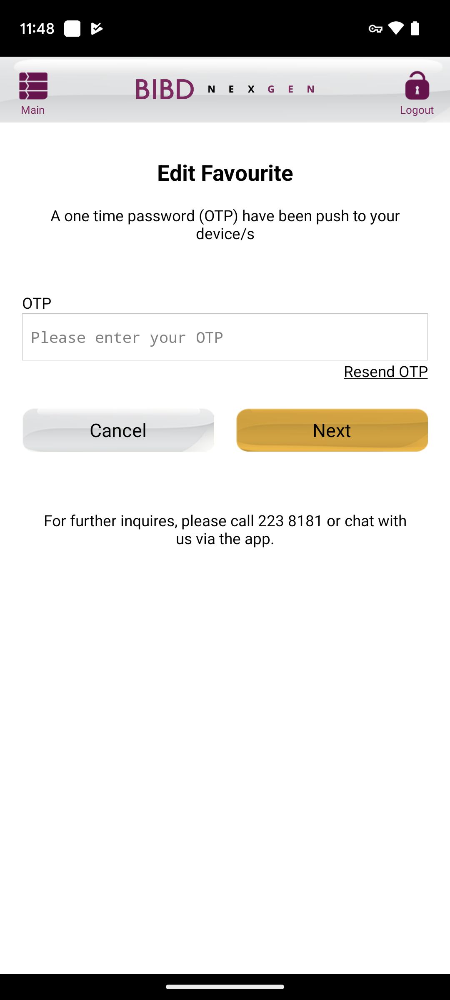 11:48
BIBD NEXGEN
Main
Logout
Edit Favourite
A one time password (OTP) have been push to your
device/s
OTP
Please enter your OTP
Resend OTP
Cancel
Next
For further inquires, please call 223 8181 or chat with
us via the app.